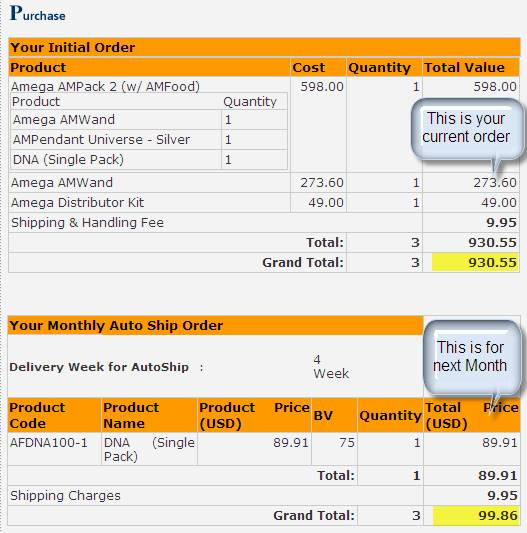 Purchase
Your Initial Order
Product Cost Quantity Total Value
Amega AMPack 2 (w/ AMFood) 598.00 1 598.00
Product Quantity
Amega AMWand 1
AMPendant Universe - Silver 1
DNA (Single Pack) 1
This is your
current order
Amega AMWand 273.60 1 273.60
Amega Distributor Kit 49.00 1 49.00
Shipping & Handling Fee 9.95
Total: 3 930.55
Grand Total: 3 930.55
Your Monthly Auto Ship Order
This is for
next Month
Delivery Week for AutoShip : 4
Week
Product Product Product Price BV Quantity Total Price
Code Name (USD) (USD)
AFDNA100-1 DNA (Single 89.91 75 1 89.91
Pack)
Total: 1 89.91
Shipping Charges 9.95
Grand Total: 3 99.86